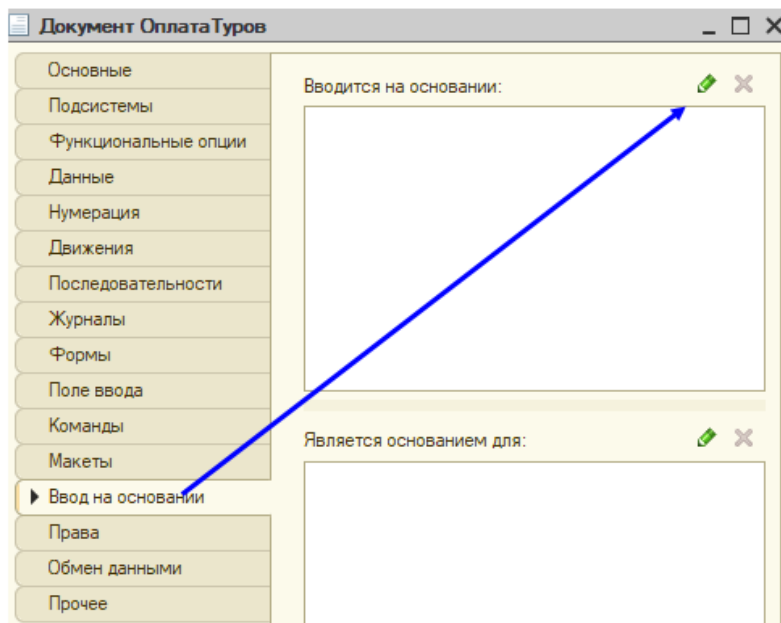 Документ ОплатаТуров
Основные
Подсистемы
Функциональные опции
Данные
Нумерация
Движения
Последовательности
Журналы
Формы
Поле ввода
Команды
Макеты
Ввод на основании
Права
Обмен данными
Прочее
Вводится на основании:
Является основанием для: